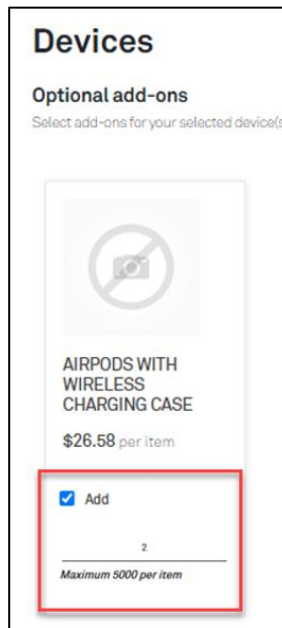 Devices
Optional add-ons
Select add-ons for your selected device(s
AIRPODS WITH
WIRELESS
CHARGING CASE
$26.58 per item
Add
2
Maximum 5000 per item